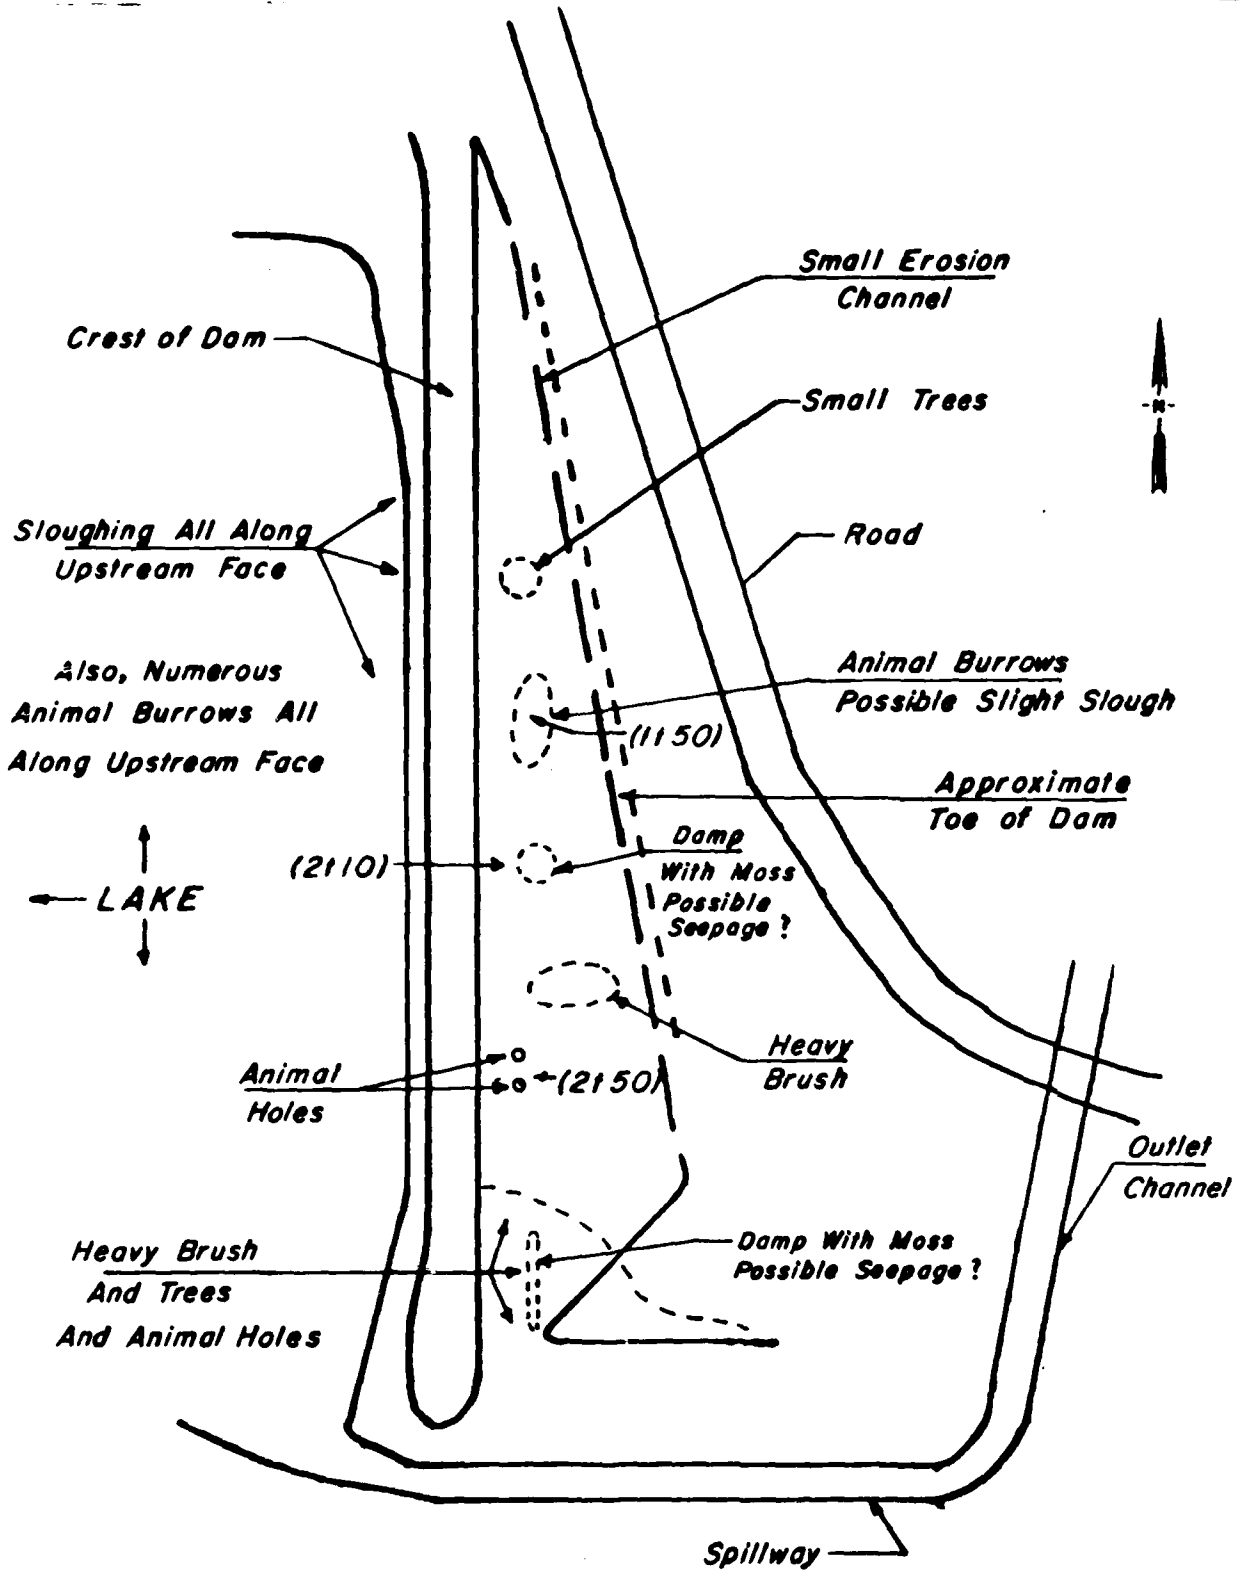 Small Erosion
Channel
Crest of Dam
Small Trees
N
Sloughing All Along
Upstream Face
Road
Also, Numerous
Animal Burrows All
Along Upstream Face
Animal Burrows
Possible Slight Slough
(1+50)
Approximate
Toe of Dam
(2+10)
Damp
With Moss
Possible
Seepage ?
LAKE
Animal
Holes
(2+50)
Heavy
Brush
Outlet
Channel
Heavy Brush
And Trees
And Animal Holes
Damp With Moss
Possible Seepage ?
Spillway